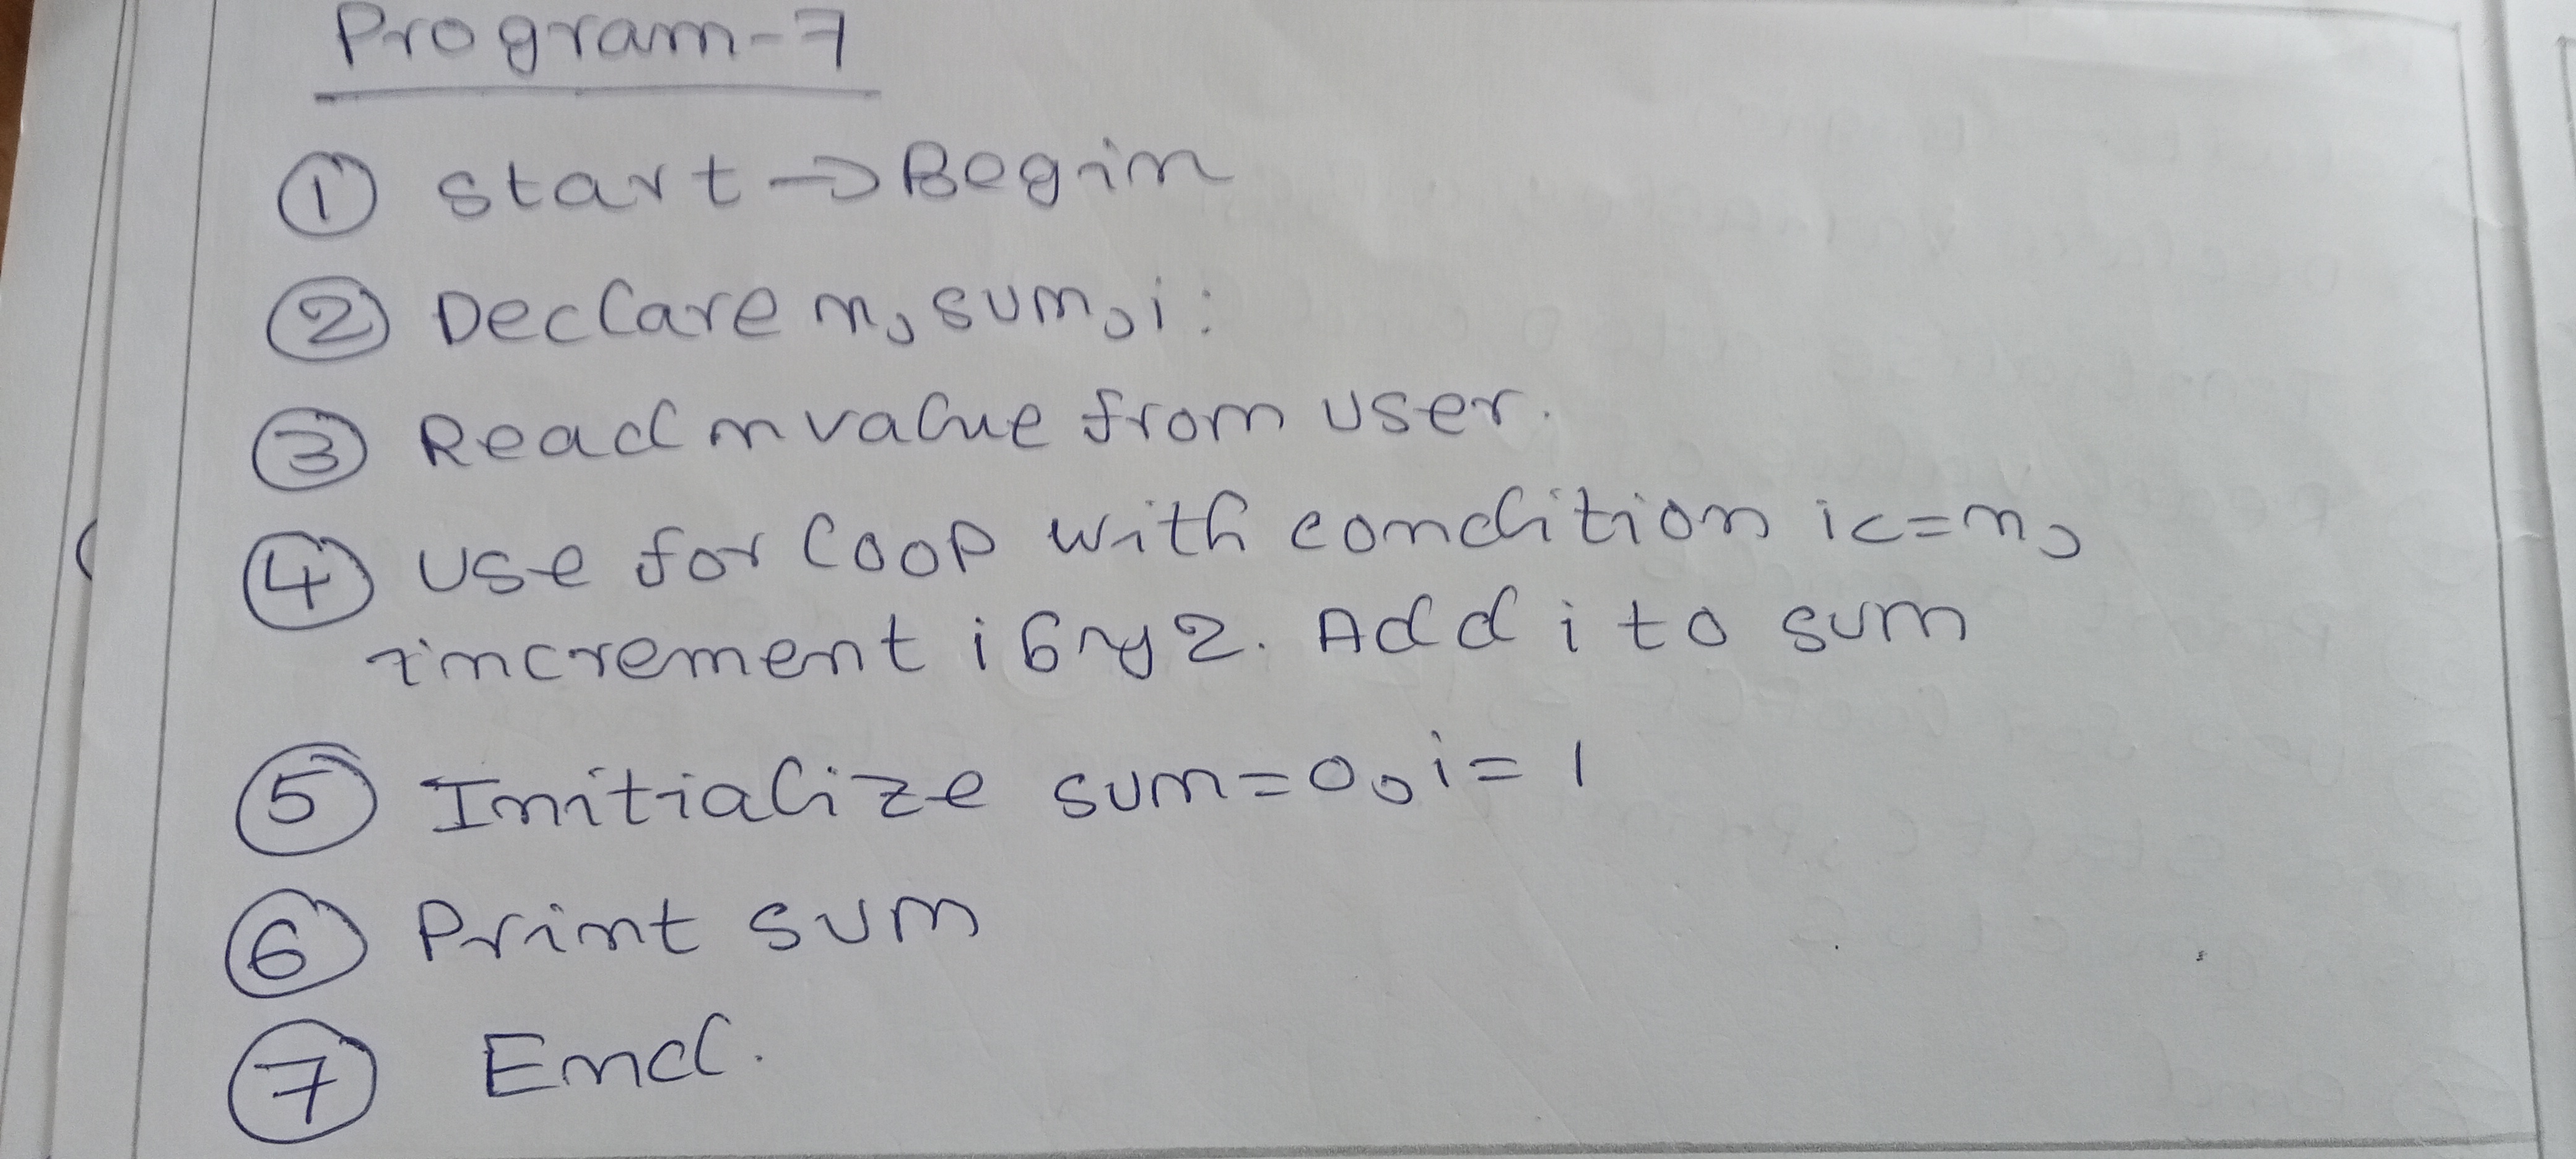 Program-7
① Start → Begin
② Declare n, sum, i:
③ Read n value from user.
④ Use for loop with condition i<=n,
increment i by 2. Add i to sum
⑤ Initialize sum=0, i=1
⑥ Print sum
⑦ End.